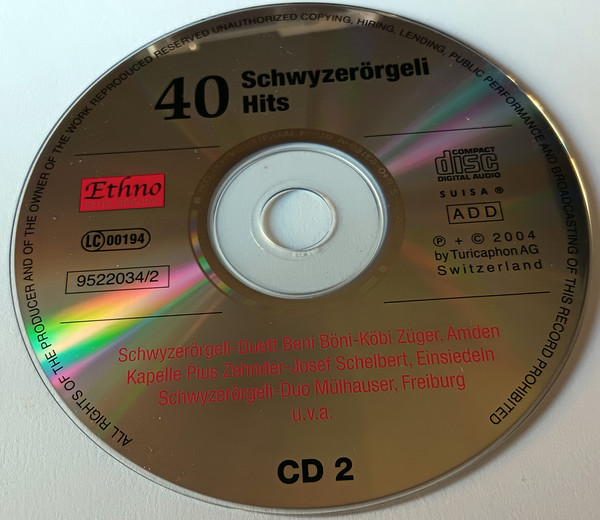 ALL RIGHTS OF THE PRODUCER AND OF THE OWNER OF THE WORK REPRODUCED RESERVED UNAUTHORIZED COPYING, HIRING, LENDING, PUBLIC PERFORMANCE AND BROADCASTING OF THIS RECORD PROHIBITED
40 Schwyzerörgeli
Hits
Ethno
LC 00194
9522034/2
COMPACT
disc
DIGITAL AUDIO
SUISA ®
ADD
℗ + © 2004
by Turicaphon AG
Switzerland
Schwyzerörgeli-Duett Beni Böni-Köbi Züger, Amden
Kapelle Pius Zehnder-Josef Schelbert, Einsiedeln
Schwyzerörgeli-Duo Mülhauser, Freiburg
u.v.a.
CD 2